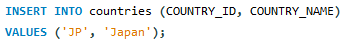 INSERT INTO countries (COUNTRY_ID, COUNTRY_NAME)
VALUES ('JP', 'Japan');